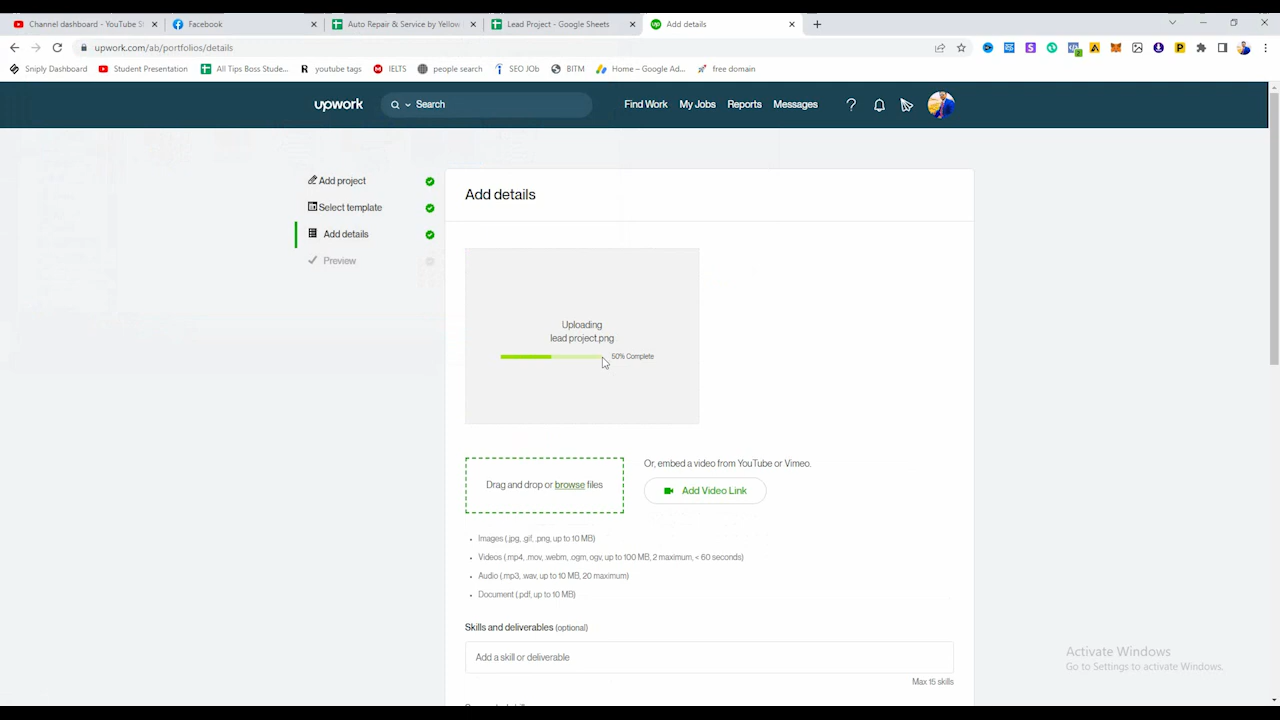 Channel dashboard - YouTube St
Facebook
Auto Repair & Service by Yellow
Lead Project - Google Sheets
Add details
upwork.com/ab/portfolios/details
Sniply Dashboard
Student Presentation
All Tips Boss Stude...
youtube tags
IELTS
people search
SEO JOb
BITM
Home – Google Ad...
free domain
upwork
Search
Find Work
My Jobs
Reports
Messages
Add project
Select template
Add details
Preview
Add details
Uploading
lead project.png
50% Complete
Drag and drop or browse files
Or, embed a video from YouTube or Vimeo.
Add Video Link
Images (.jpg, .gif, .png, up to 10 MB)
Videos (.mp4, .mov, .webm, .ogm, ogv, up to 100 MB, 2 maximum, < 60 seconds)
Audio (.mp3, .wav, up to 10 MB, 20 maximum)
Document (.pdf, up to 10 MB)
Skills and deliverables (optional)
Add a skill or deliverable
Max 15 skills
Activate Windows
Go to Settings to activate Windows.